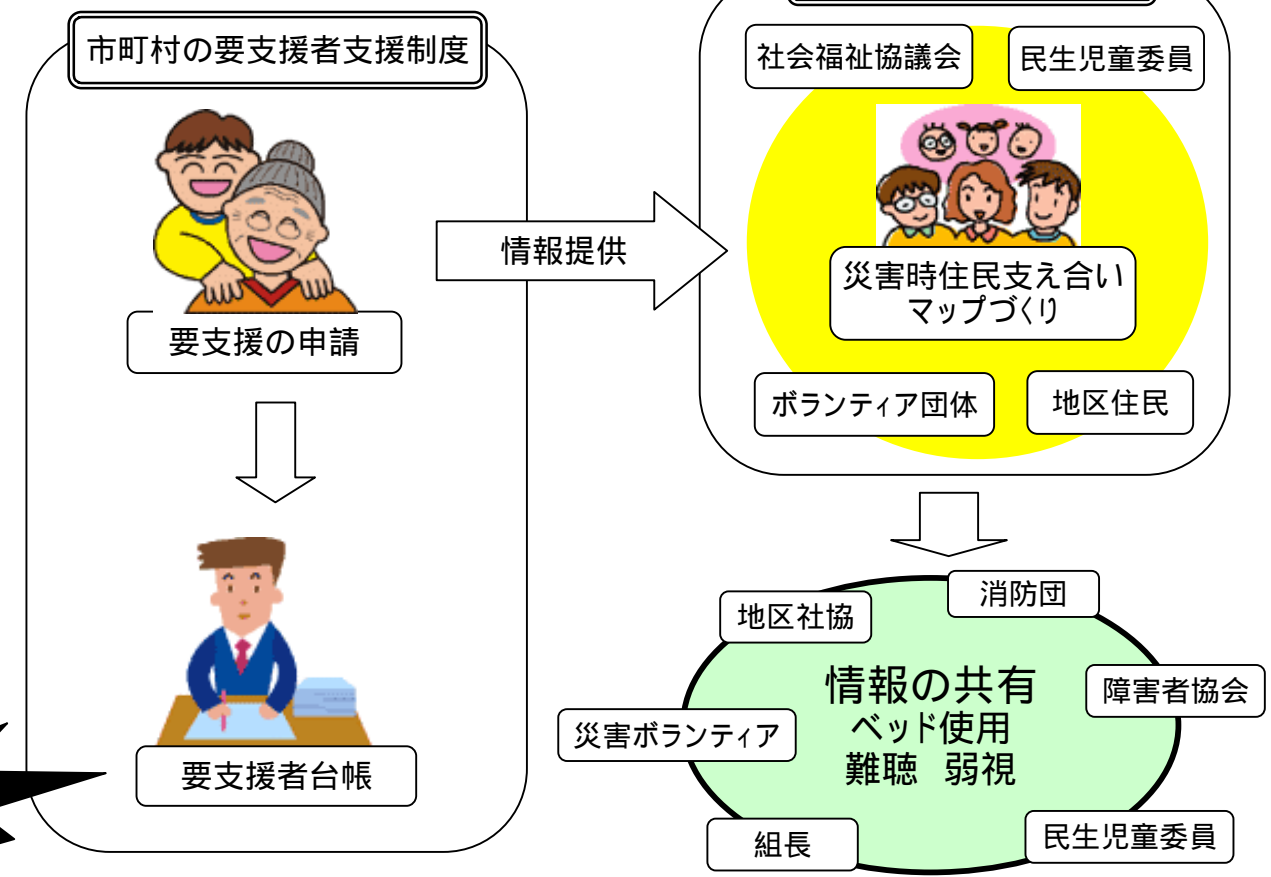 市町村の要支援者支援制度
要支援の申請
要支援者台帳
情報提供
社会福祉協議会
民生児童委員
災害時住民支え合い
マップづくり
ボランティア団体
地区住民
消防団
地区社協
情報の共有
ベッド使用
難聴 弱視
障害者協会
災害ボランティア
組長
民生児童委員